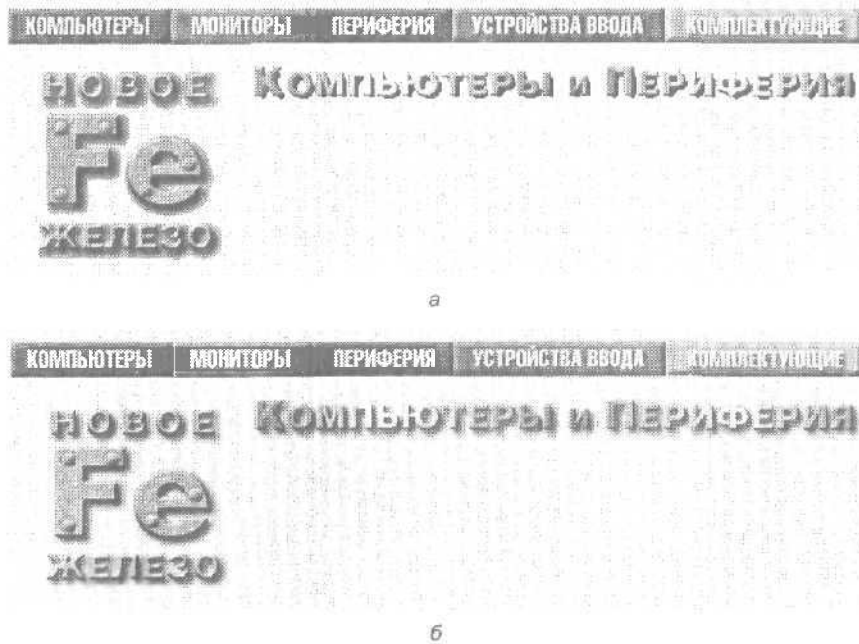 КОМПЬЮТЕРЫ МОНИТОРЫ ПЕРИФЕРИЯ УСТРОЙСТВА ВВОДА КОМПЛЕКТУЮЩИЕ
НОВОЕ КОМПЬЮТЕРЫ И ПЕРИФЕРИЯ
Fe
ЖЕЛЕЗО
а
КОМПЬЮТЕРЫ МОНИТОРЫ ПЕРИФЕРИЯ УСТРОЙСТВА ВВОДА КОМПЛЕКТУЮЩИЕ
НОВОЕ КОМПЬЮТЕРЫ И ПЕРИФЕРИЯ
Fe
ЖЕЛЕЗО
б